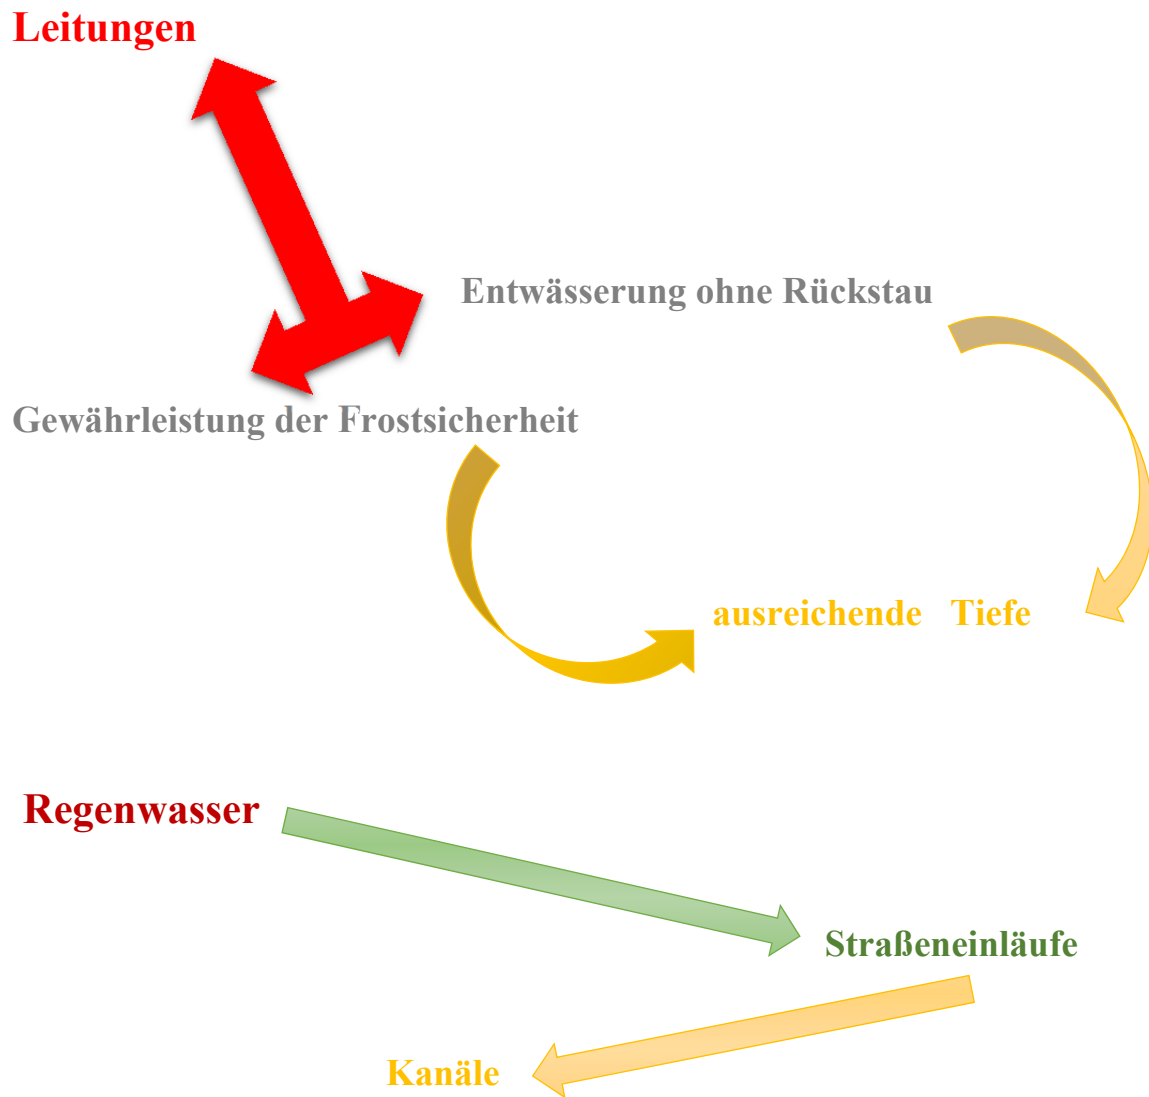 Leitungen
Entwässerung ohne Rückstau
Gewährleistung der Frostsicherheit
ausreichende Tiefe
Regenwasser
Straßeneinläufe
Kanäle